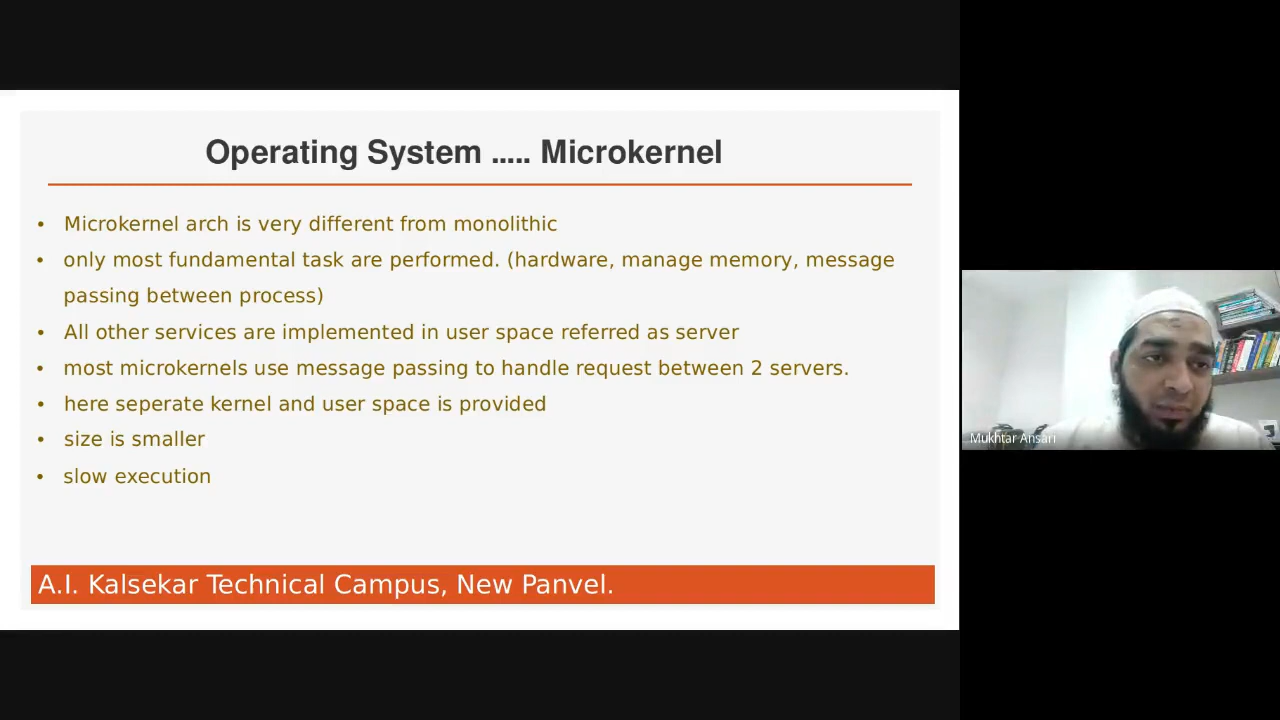 Operating System ..... Microkernel
• Microkernel arch is very different from monolithic
• only most fundamental task are performed. (hardware, manage memory, message
passing between process)
• All other services are implemented in user space referred as server
• most microkernels use message passing to handle request between 2 servers.
• here seperate kernel and user space is provided
• size is smaller
• slow execution
A.I. Kalsekar Technical Campus, New Panvel.
Mukhtar Ansari